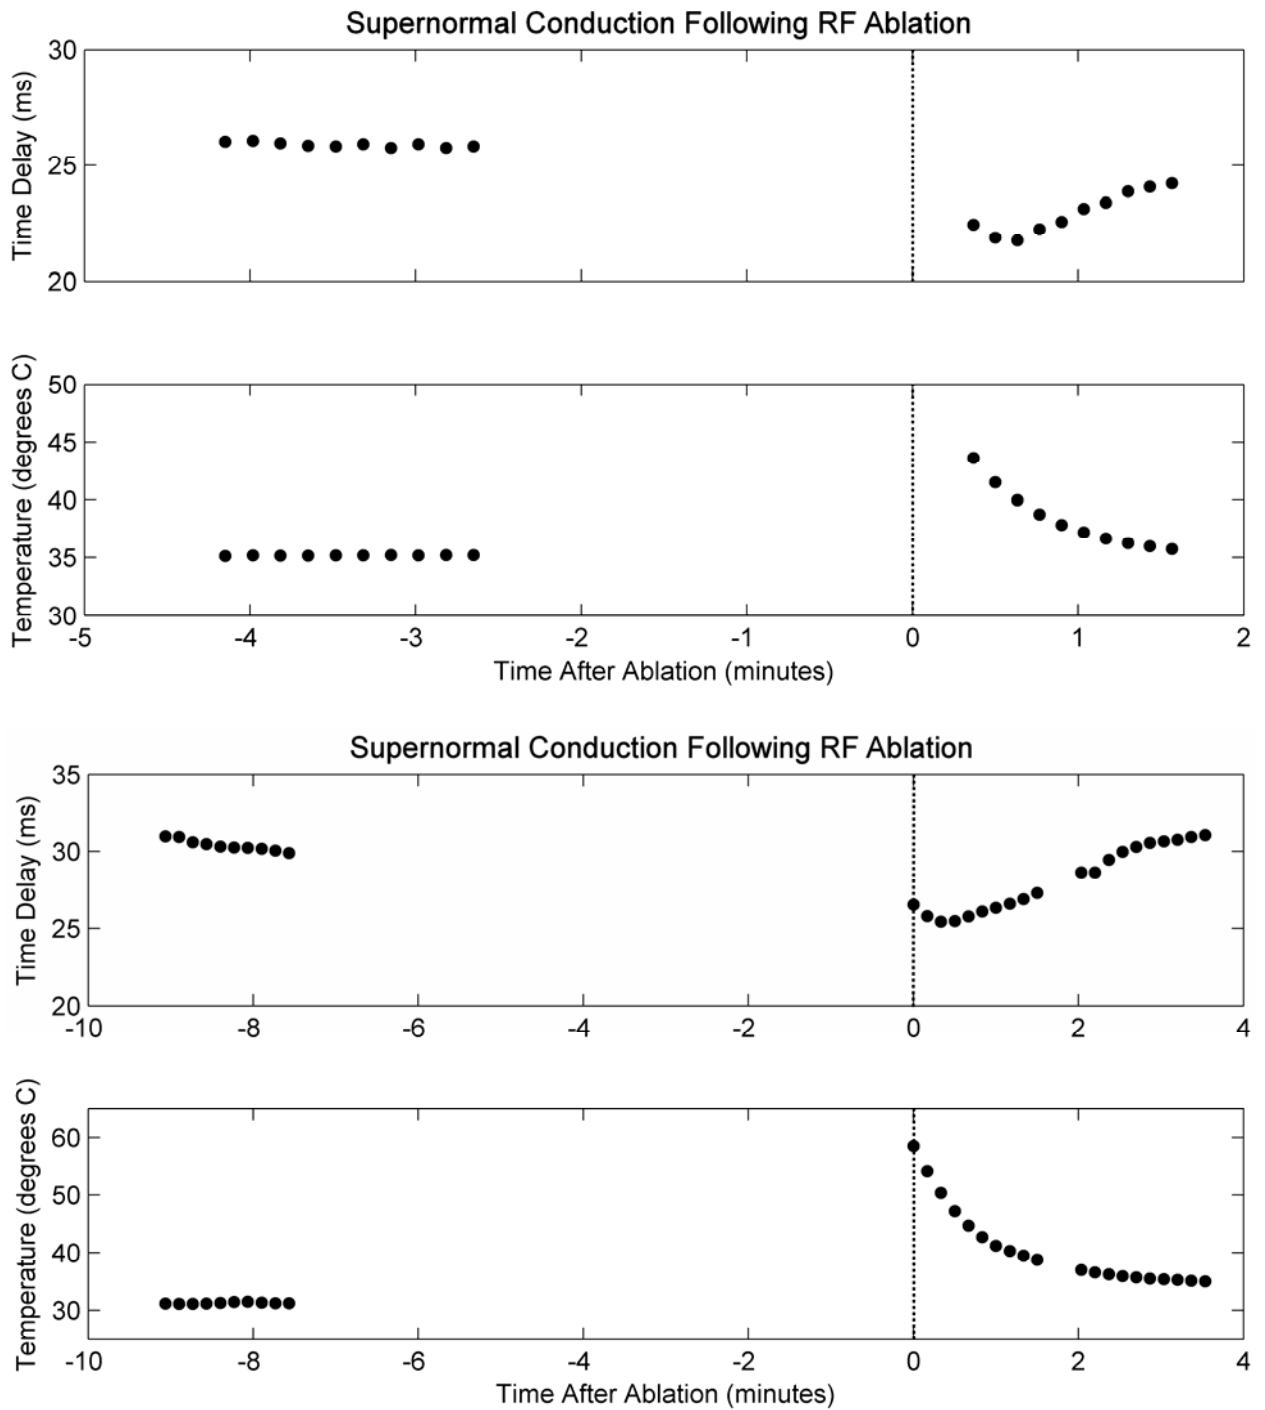 Supernormal Conduction Following RF Ablation
Time Delay (ms)
30
25
20
Temperature (degrees C)
50
45
40
35
30
-5 -4 -3 -2 -1 0 1 2
Time After Ablation (minutes)
Supernormal Conduction Following RF Ablation
Time Delay (ms)
35
30
25
20
-10 -8 -6 -4 -2 0 2 4
Temperature (degrees C)
60
50
40
30
-10 -8 -6 -4 -2 0 2 4
Time After Ablation (minutes)